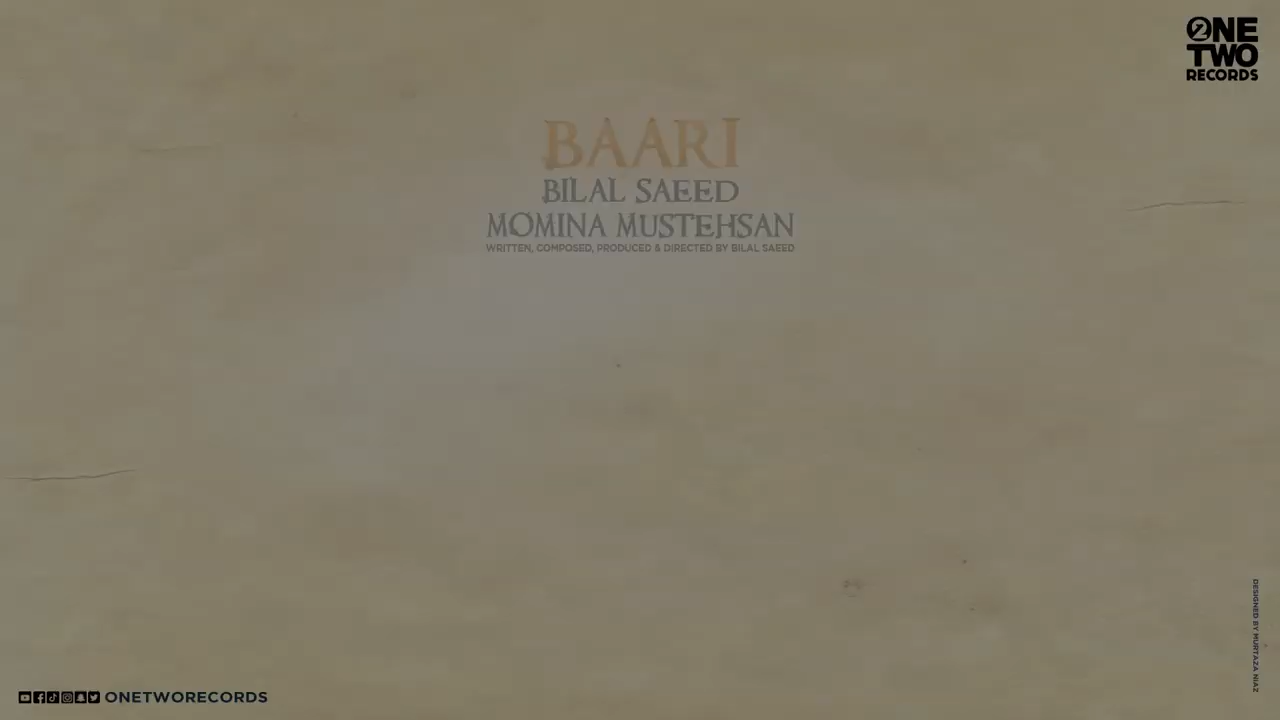 ONE
TWO
RECORDS
BAARI
BILAL SAEED
MOMINA MUSTEHSAN
WRITTEN, COMPOSED, PRODUCED & DIRECTED BY BILAL SAEED
DESIGNED BY MURTAZA NIAZ
ONETWORECORDS